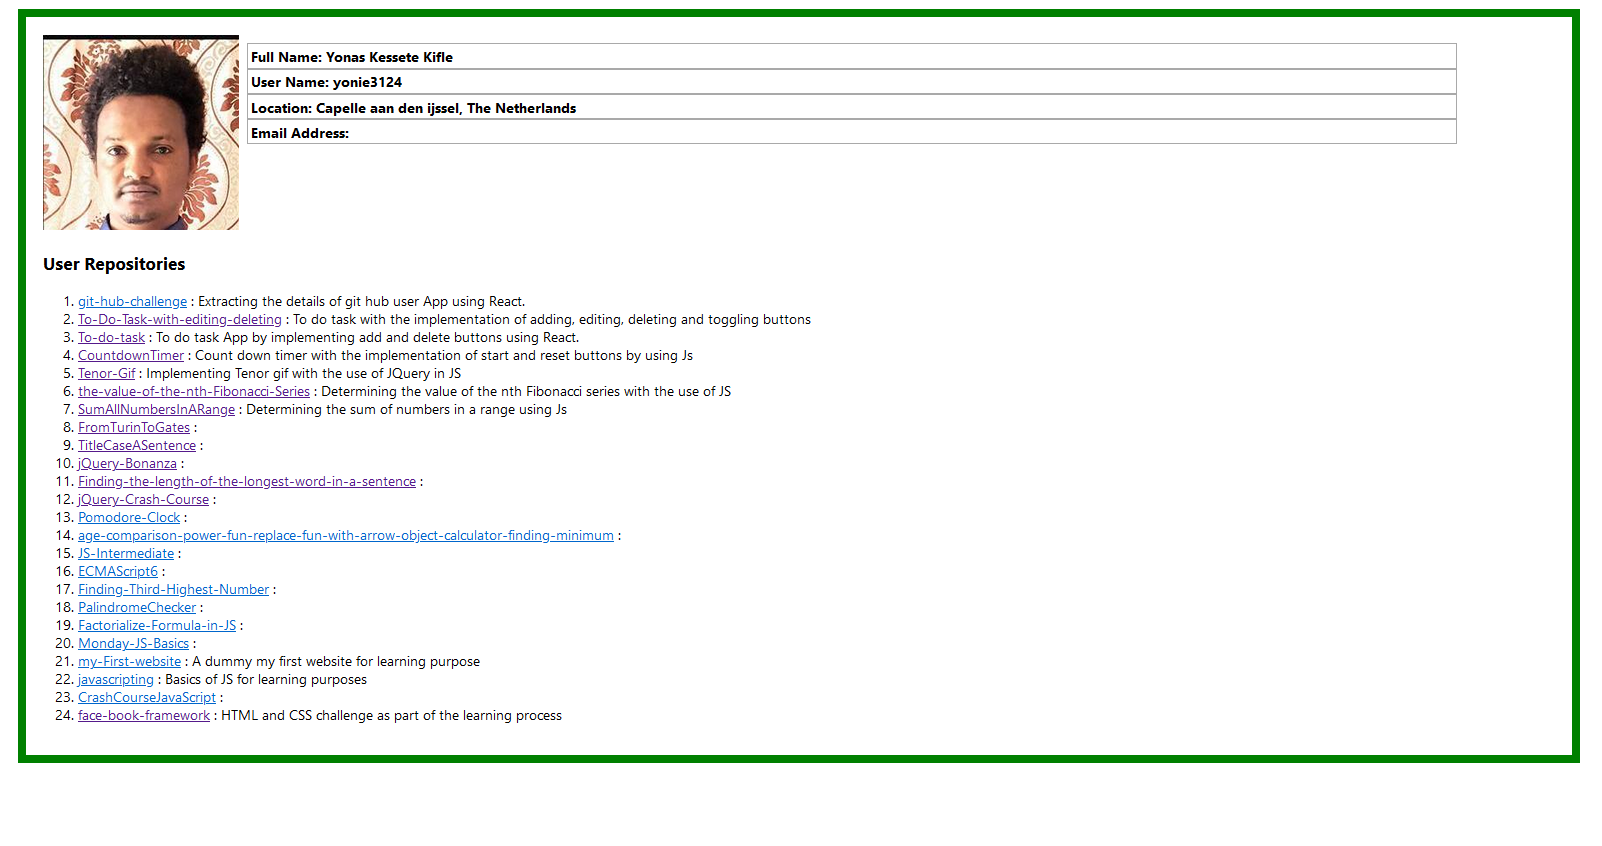 Full Name: Yonas Kessete Kifle
User Name: yonie3124
Location: Capelle aan den ijssel, The Netherlands
Email Address:
User Repositories
1. git-hub-challenge : Extracting the details of git hub user App using React.
2. To-Do-Task-with-editing-deleting : To do task with the implementation of adding, editing, deleting and toggling buttons
3. To-do-task : To do task App by implementing add and delete buttons using React.
4. CountdownTimer : Count down timer with the implementation of start and reset buttons by using Js
5. Tenor-Gif : Implementing Tenor gif with the use of JQuery in JS
6. the-value-of-the-nth-Fibonacci-Series : Determining the value of the nth Fibonacci series with the use of JS
7. SumAllNumbersInARange : Determining the sum of numbers in a range using Js
8. FromTurinToGates :
9. TitleCaseASentence :
10. jQuery-Bonanza :
11. Finding-the-length-of-the-longest-word-in-a-sentence :
12. jQuery-Crash-Course :
13. Pomodore-Clock :
14. age-comparison-power-fun-replace-fun-with-arrow-object-calculator-finding-minimum :
15. JS-Intermediate :
16. ECMAScript6 :
17. Finding-Third-Highest-Number :
18. PalindromeChecker :
19. Factorialize-Formula-in-JS :
20. Monday-JS-Basics :
21. my-First-website : A dummy my first website for learning purpose
22. javascripting : Basics of JS for learning purposes
23. CrashCourseJavaScript :
24. face-book-framework : HTML and CSS challenge as part of the learning process